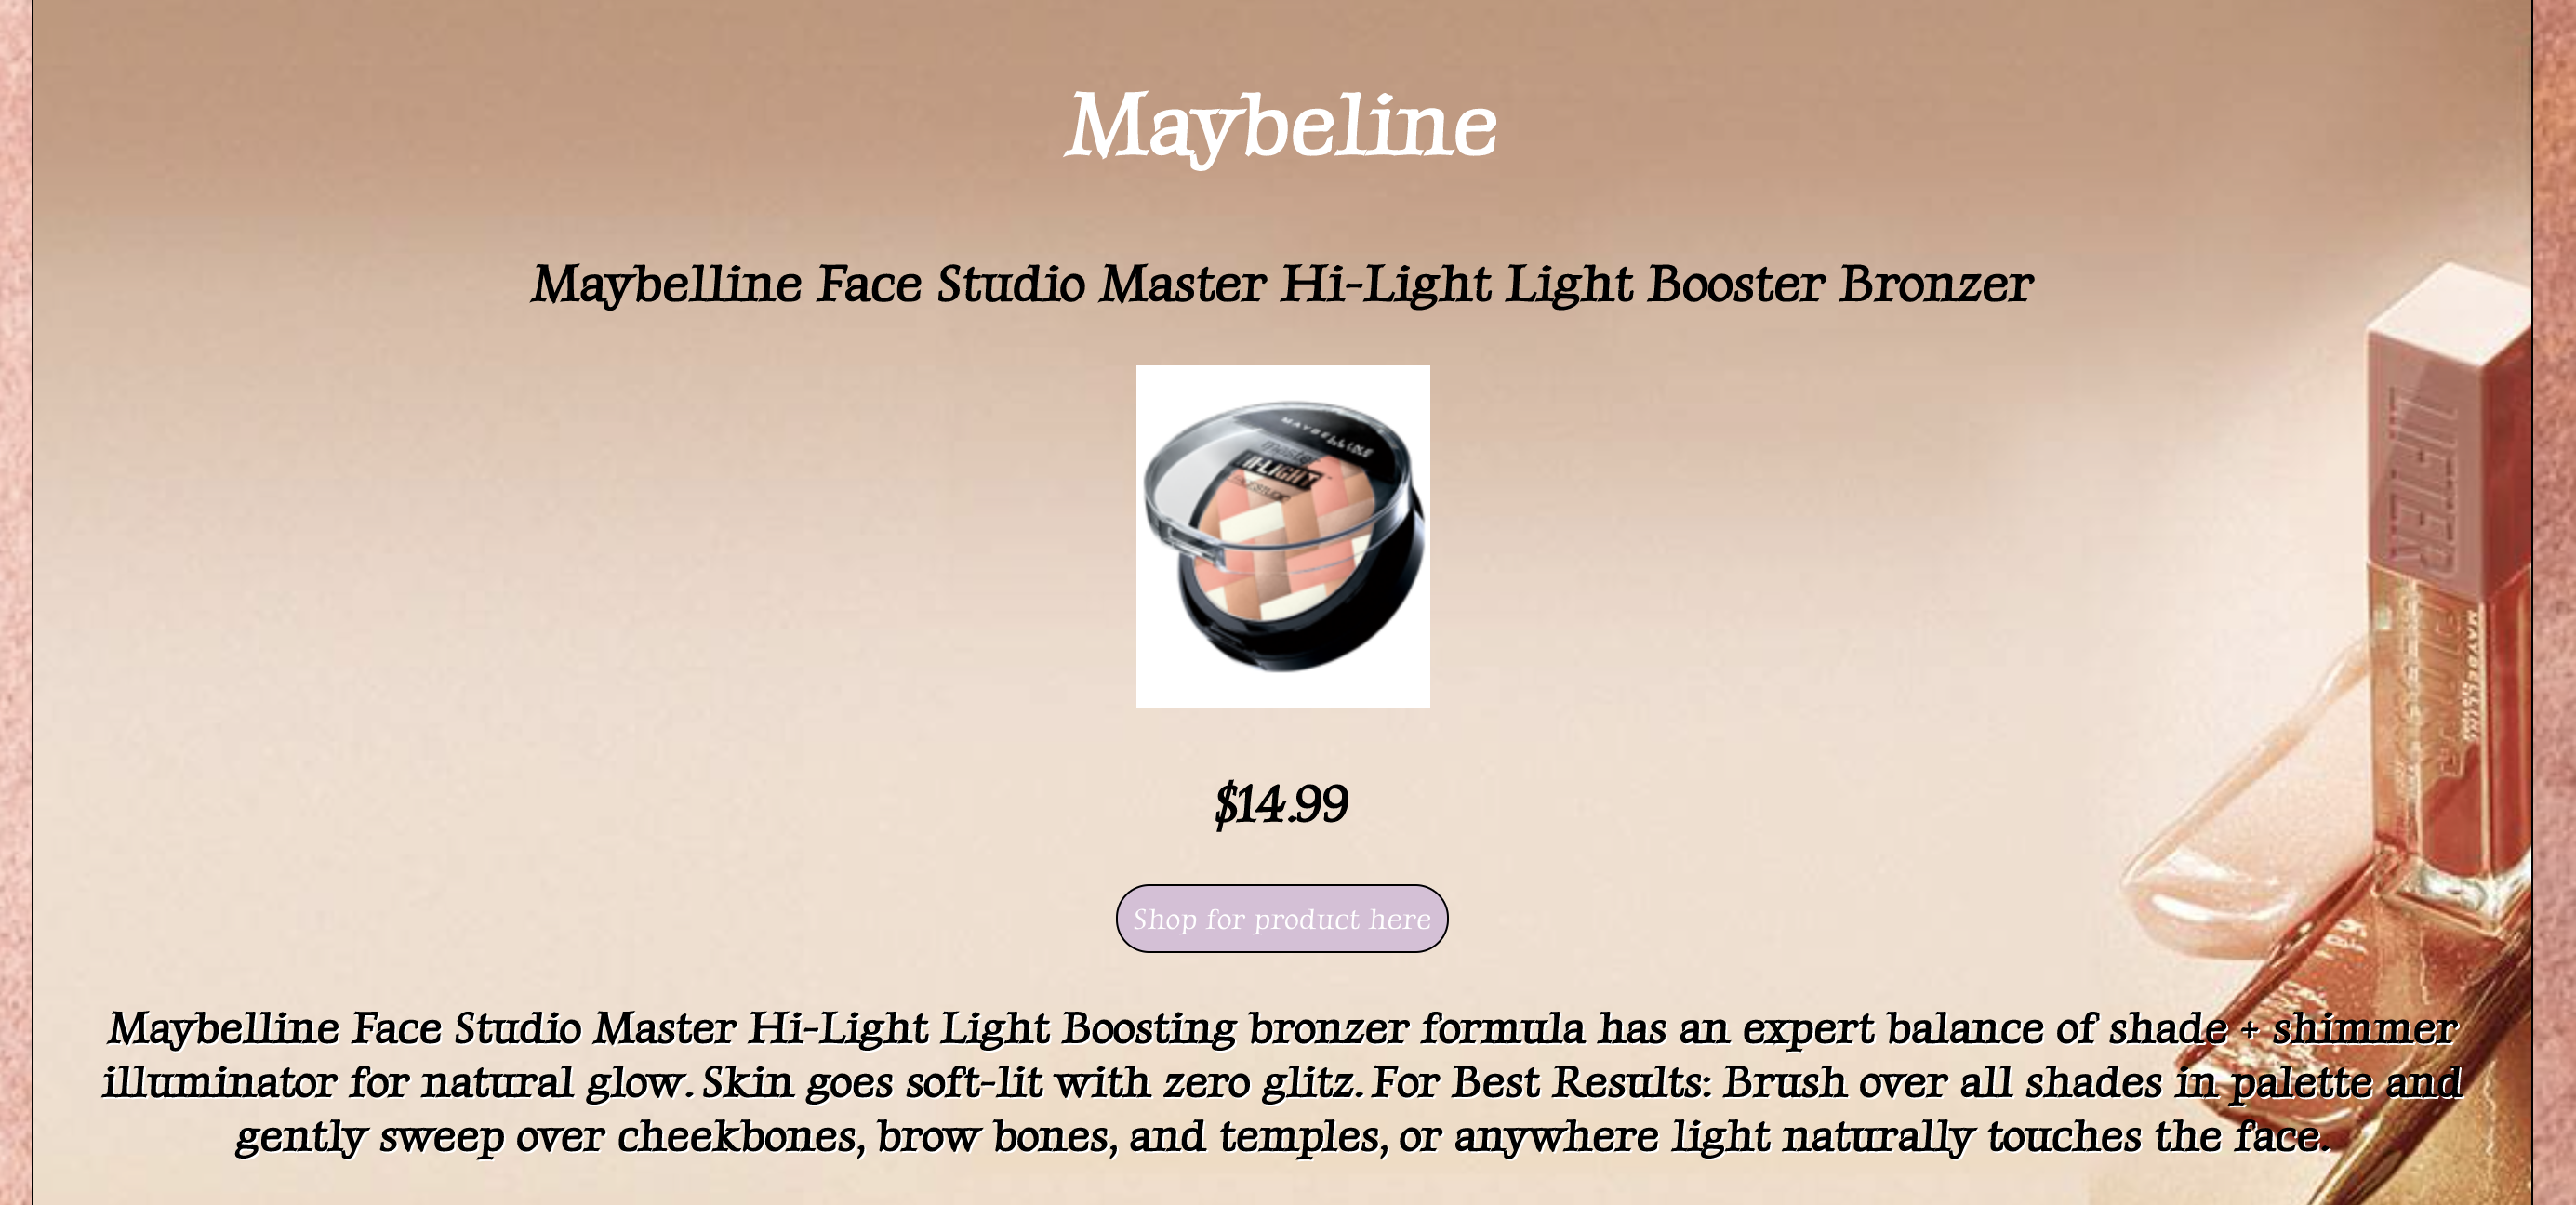 Maybeline
Maybelline Face Studio Master Hi-Light Light Booster Bronzer
MAYBELLINE
master
HI-LIGHT
FACESTUDIO
$14.99
Shop for product here
LIFTER
MAYBELLINE
Maybelline Face Studio Master Hi-Light Light Boosting bronzer formula has an expert balance of shade + shimmer
illuminator for natural glow. Skin goes soft-lit with zero glitz. For Best Results: Brush over all shades in palette and
gently sweep over cheekbones, brow bones, and temples, or anywhere light naturally touches the face.